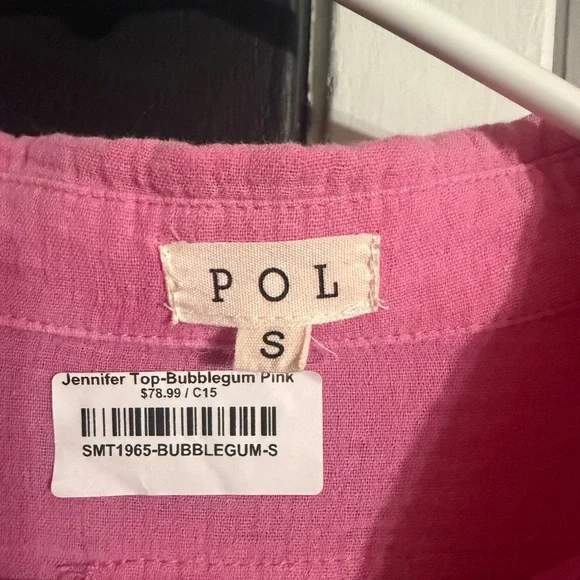 POL
S
Jennifer Top-Bubblegum Pink
$78.99 / C15
SMT1965-BUBBLEGUM-S